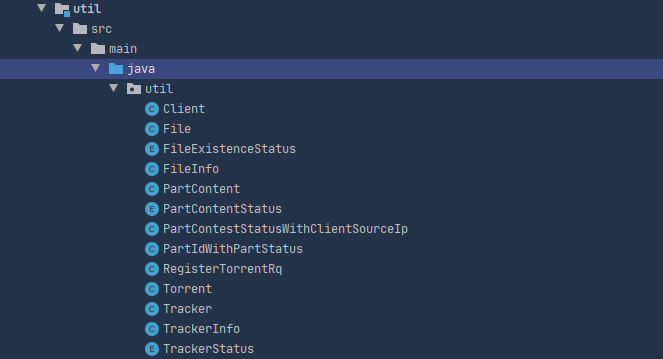 util
src
main
java
util
Client
File
FileExistenceStatus
FileInfo
PartContent
PartContentStatus
PartContestStatusWithClientSourceIp
PartIdWithPartStatus
RegisterTorrentRq
Torrent
Tracker
TrackerInfo
TrackerStatus